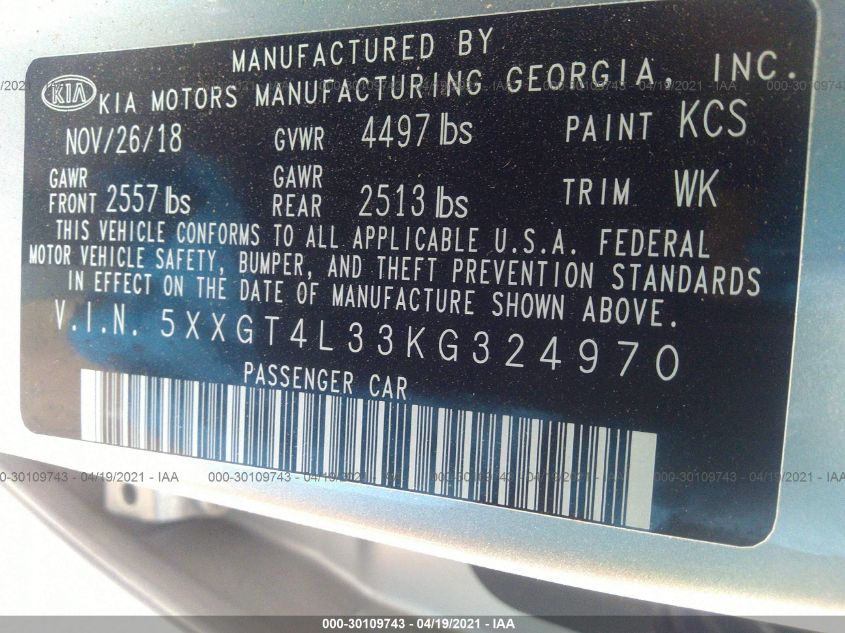 MANUFACTURED BY
KIA KIA MOTORS MANUFACTURING GEORGIA, INC.
NOV/26/18 GVWR 4497 lbs PAINT KCS
GAWR FRONT 2557 lbs GAWR REAR 2513 lbs TRIM WK
THIS VEHICLE CONFORMS TO ALL APPLICABLE U.S.A. FEDERAL
MOTOR VEHICLE SAFETY, BUMPER, AND THEFT PREVENTION STANDARDS
IN EFFECT ON THE DATE OF MANUFACTURE SHOWN ABOVE.
V.I.N. 5XXGT4L33KG324970
PASSENGER CAR
000-30109743 - 04/19/2021 - IAA